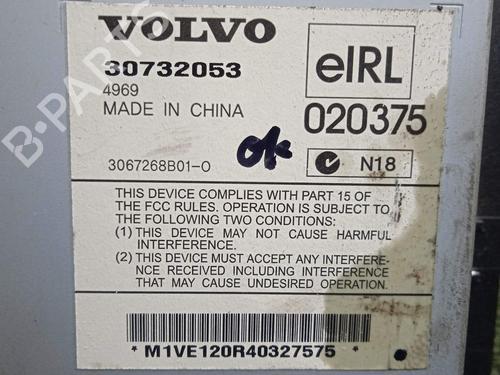 VOLVO
30732053
4969
MADE IN CHINA
3067268B01-O
eIRL
020375
ok
N18
THIS DEVICE COMPLIES WITH PART 15 OF
THE FCC RULES. OPERATION IS SUBJECT TO
THE FOLLOWING TWO CONDITIONS:
(1) THIS DEVICE MAY NOT CAUSE HARMFUL
INTERFERENCE.
(2) THIS DEVICE MUST ACCEPT ANY INTERFERE-
NCE RECEIVED INCLUDING INTERFERENCE
THAT MAY CAUSE UNDESIRED OPERATION.
* M1VE120R40327575 *
B-PARTS